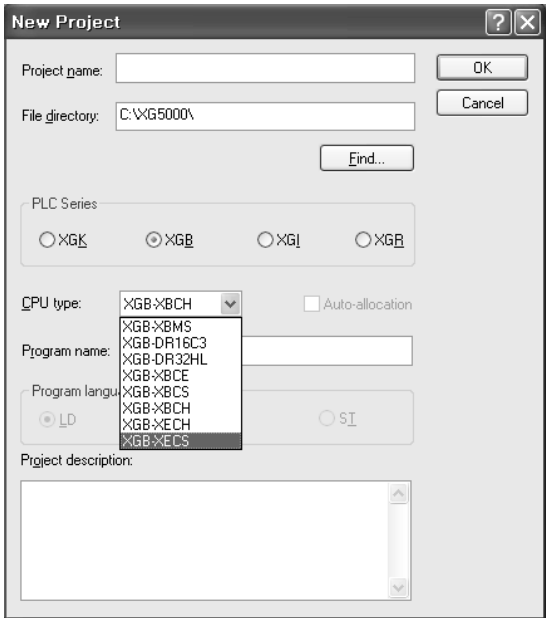 New Project
Project name:
OK
File directory: C:\XG5000\
Cancel
Find...
PLC Series
XGK XGB XGI XGR
CPU type: XGB-XBCH Auto-allocation
XGB-XBMS
XGB-DR16C3
Program name: XGB-DR32HL
XGB-XBCE
Program langu XGB-XBCS
XGB-XBCH
LD XGB-XECH ST
XGB-XECS
Project description: